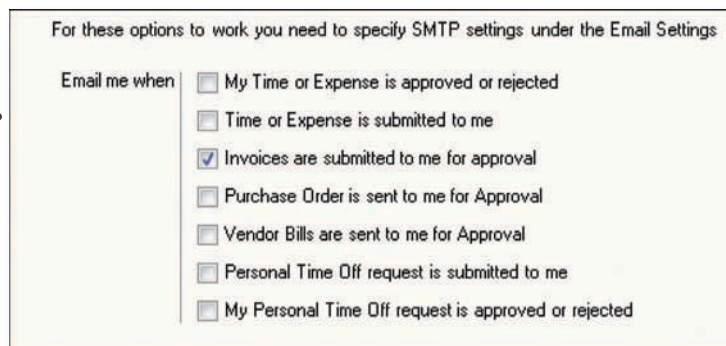 For these options to work you need to specify SMTP settings under the Email Settings
Email me when
My Time or Expense is approved or rejected
Time or Expense is submitted to me
Invoices are submitted to me for approval
Purchase Order is sent to me for Approval
Vendor Bills are sent to me for Approval
Personal Time Off request is submitted to me
My Personal Time Off request is approved or rejected